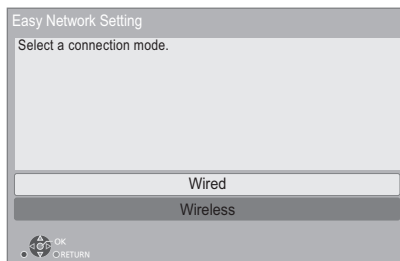 Easy Network Setting
Select a connection mode.
Wired
Wireless
OK
RETURN